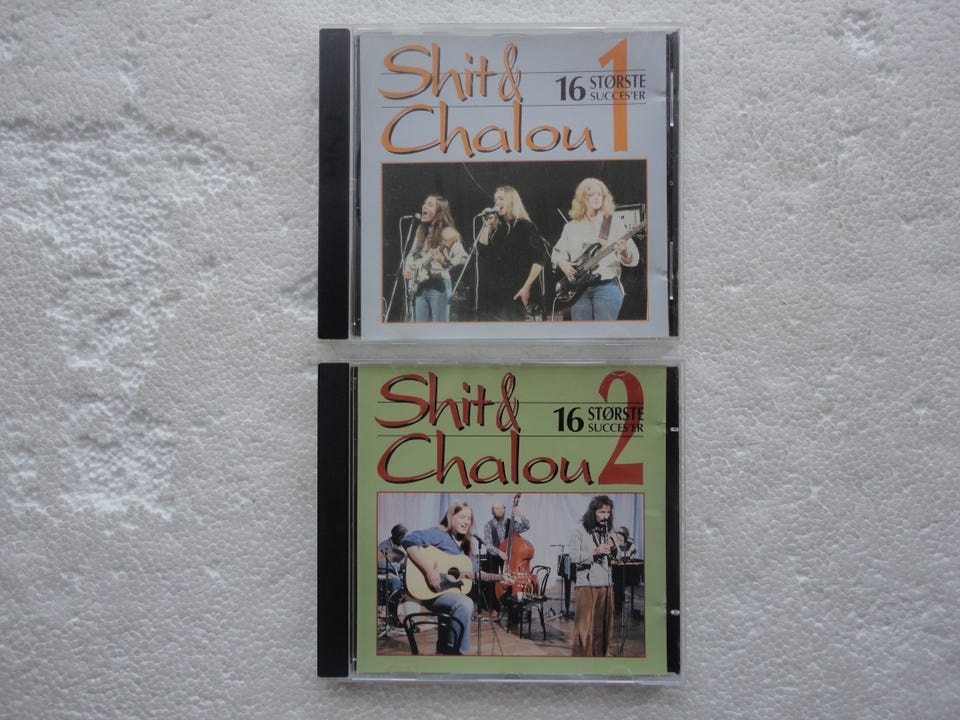 Shit &
Chalou
1
16 STØRSTE
SUCCES'ER
Shit &
Chalou
2
16 STØRSTE
SUCCES'ER